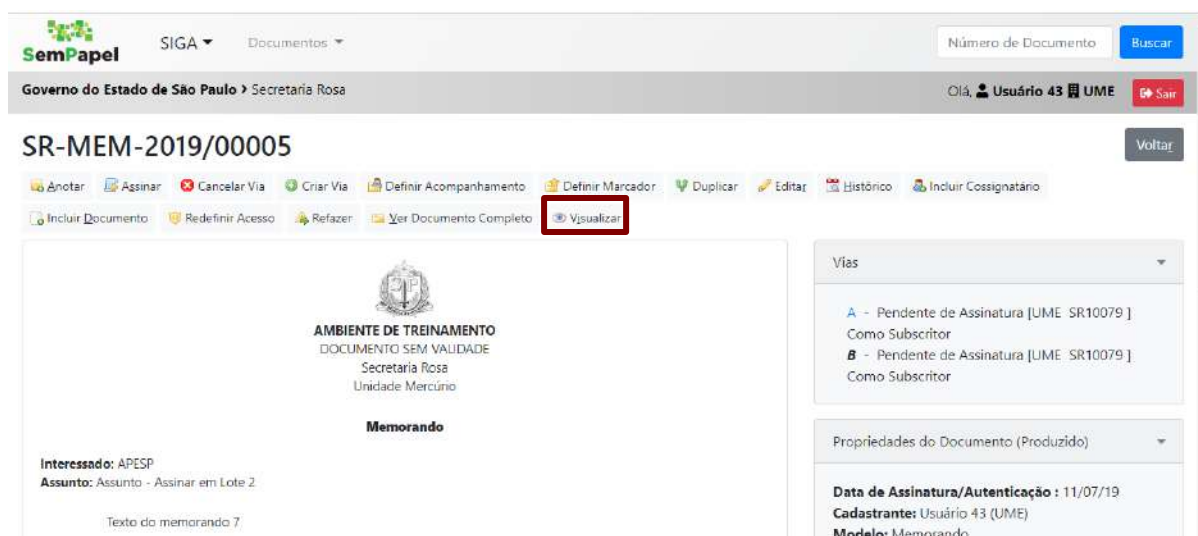 SemPapel SIGA Documentos Número de Documento Buscar
Governo do Estado de São Paulo > Secretaria Rosa Olá, Usuário 43 UME Sair
SR-MEM-2019/00005 Voltar
Anotar Assinar Cancelar Via Criar Via Definir Acompanhamento Definir Marcador Duplicar Editar Histórico Incluir Cossignatário
Incluir Documento Redefinir Acesso Refazer Ver Documento Completo Visualizar
AMBIENTE DE TREINAMENTO
DOCUMENTO SEM VALIDADE
Secretaria Rosa
Unidade Mercúrio
Memorando
Interessado: APESP
Assunto: Assunto - Assinar em Lote 2
Texto do memorando 7
Vias
A - Pendente de Assinatura [UME SR10079 ]
Como Subscritor
B - Pendente de Assinatura [UME SR10079 ]
Como Subscritor
Propriedades do Documento (Produzido)
Data de Assinatura/Autenticação : 11/07/19
Cadastrante: Usuário 43 (UME)
Modelo: Memorando